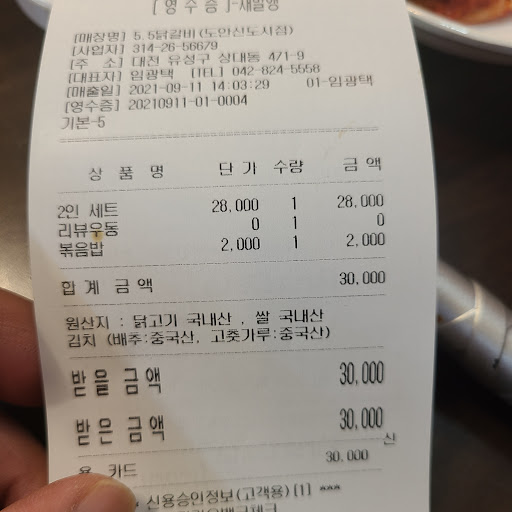 [ 영 수 증 ]-재발행
[매장명] 5.5닭갈비(도안신도시점)
[사업자] 314-26-56679
[주 소] 대전 유성구 상대동 471-9
[대표자] 임광택 [TEL] 042-824-5558
[매출일] 2021-09-11 14:03:29 01-임광택
[영수증] 20210911-01-0004
기본-5
상 품 명 단 가 수량 금 액
2인 세트 28,000 1 28,000
리뷰우동 0 1 0
볶음밥 2,000 1 2,000
합 계 금 액 30,000
원산지 : 닭고기 국내산 , 쌀 국내산
김치 (배추:중국산, 고춧가루:중국산)
받을 금액 30,000
받은 금액 30,000
신
용 카드 30,000
신용승인정보(고객용)[1] ***